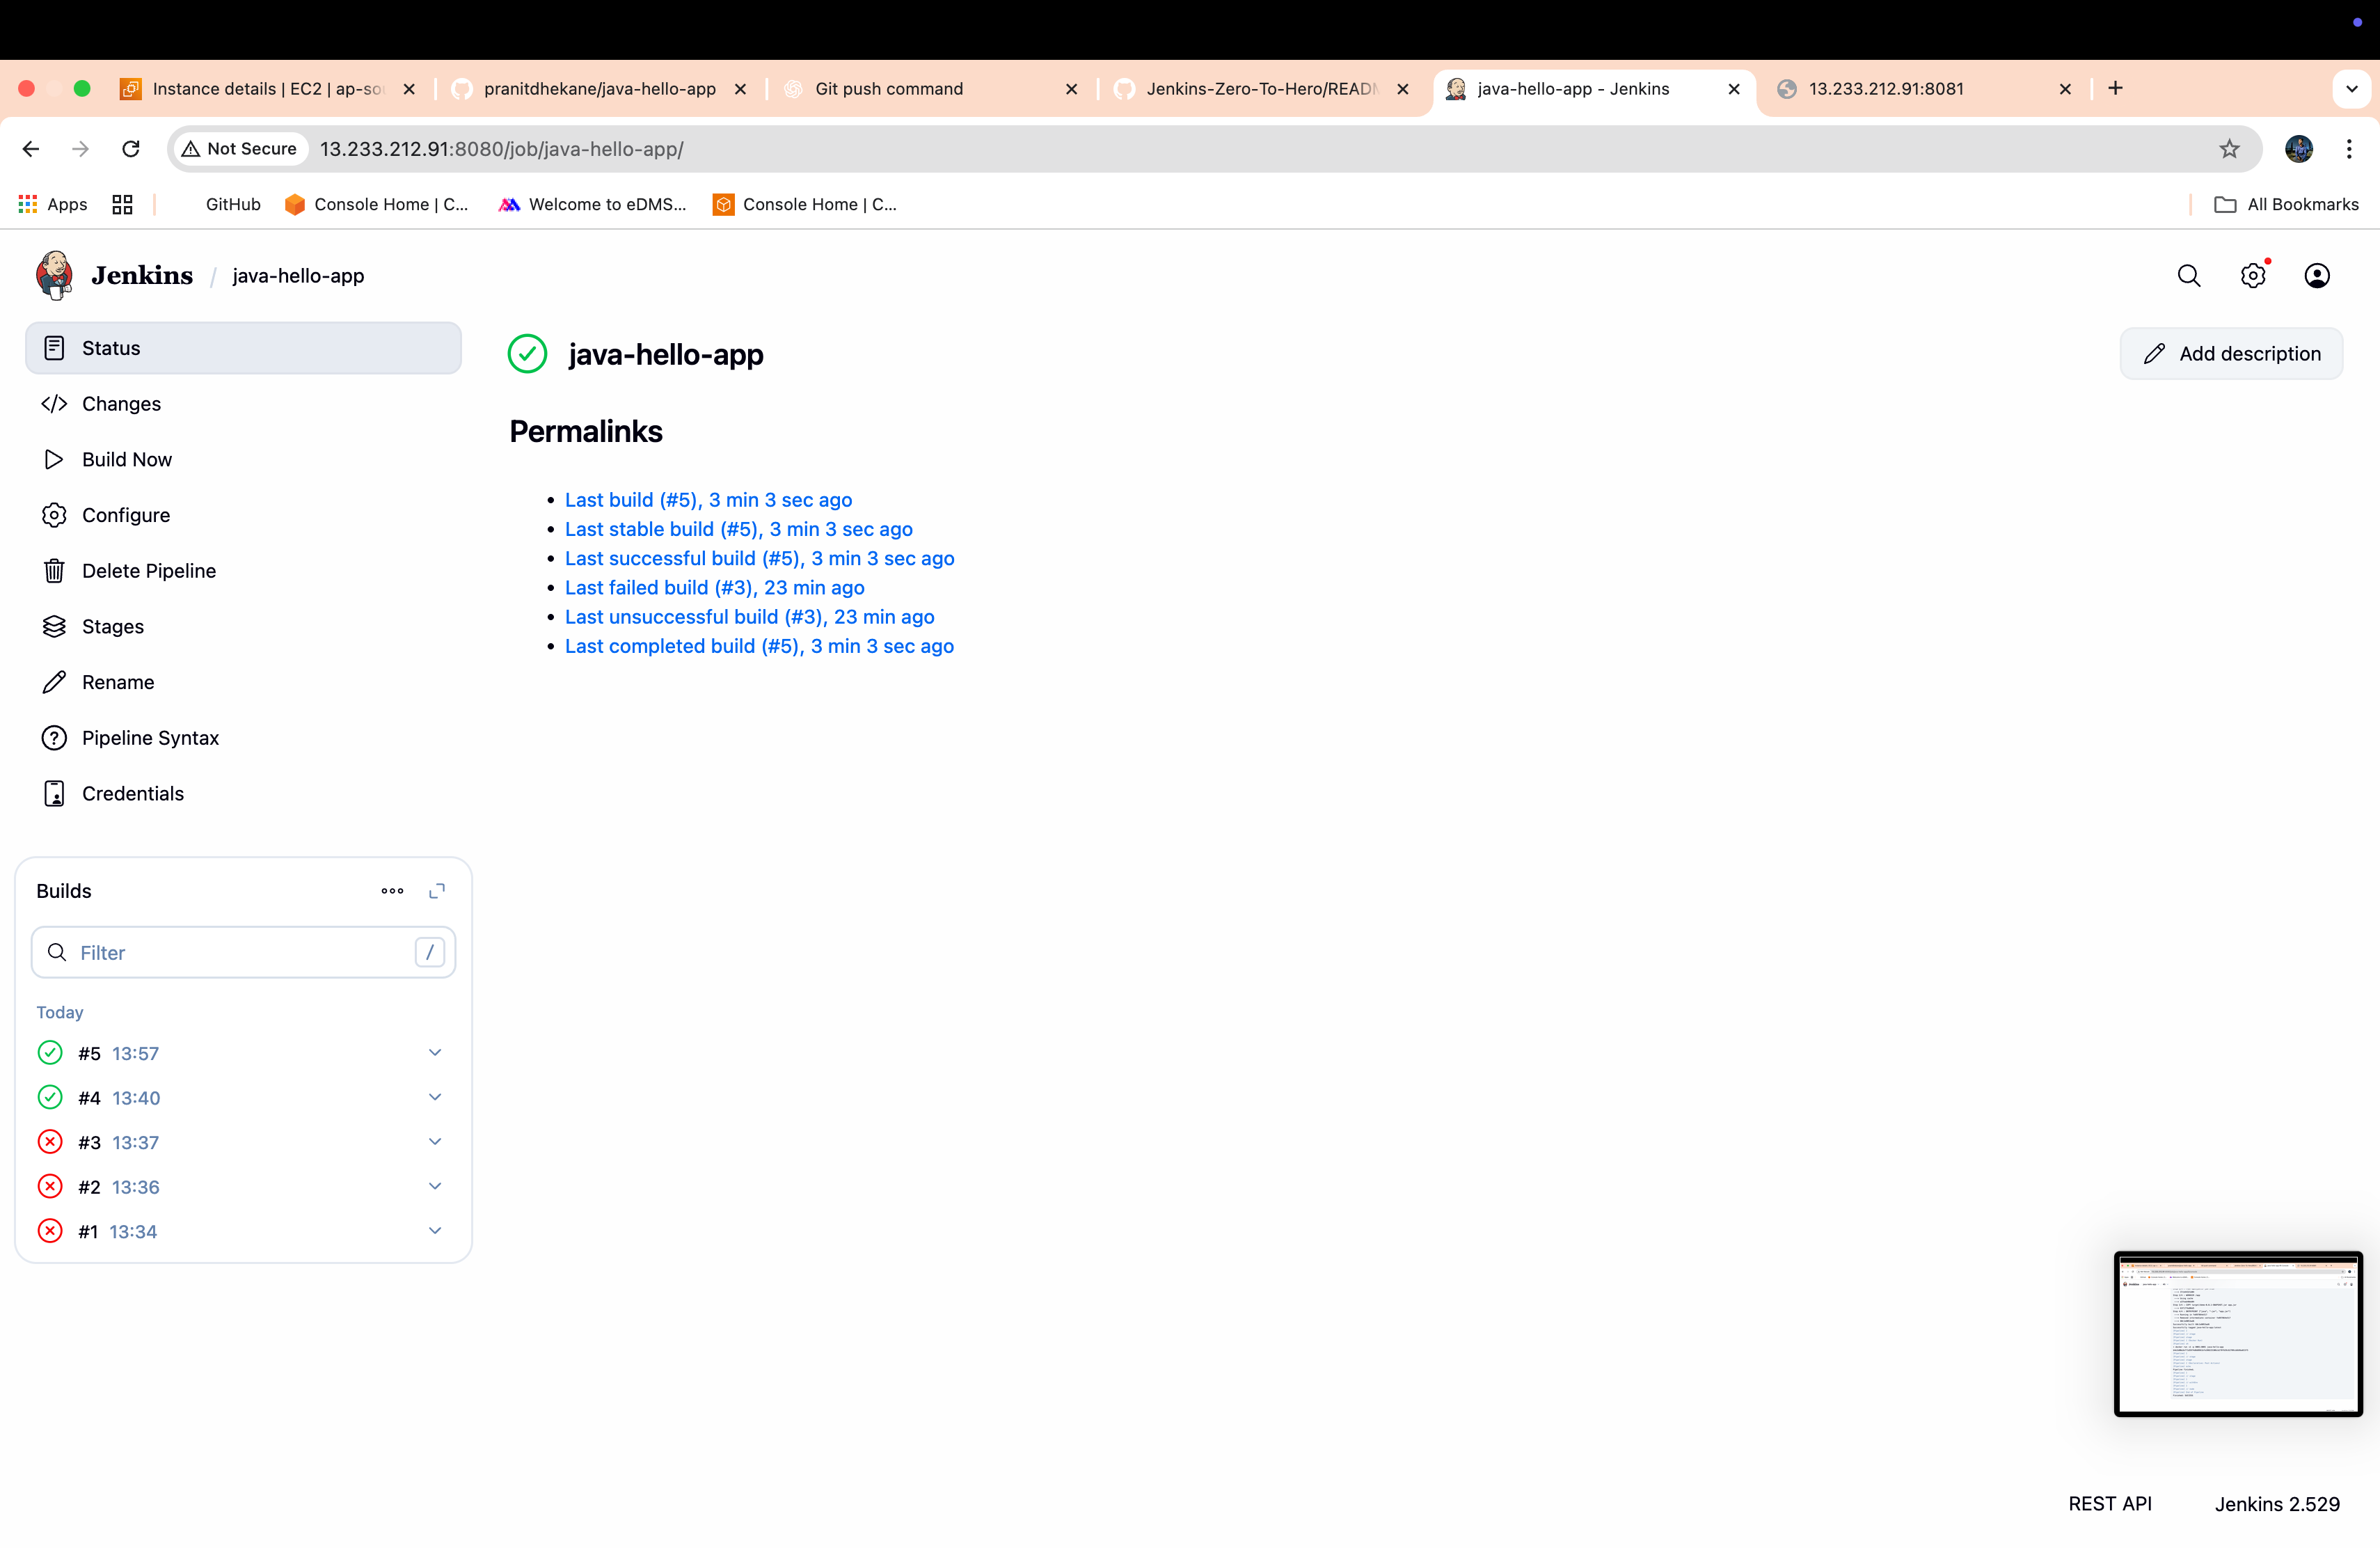 Instance details | EC2 | ap-sou
pranitdhekane/java-hello-app
Git push command
Jenkins-Zero-To-Hero/READM
java-hello-app - Jenkins
13.233.212.91:8081
Not Secure
13.233.212.91:8080/job/java-hello-app/
Apps
GitHub
Console Home | C...
Welcome to eDMS...
Console Home | C...
All Bookmarks
Jenkins / java-hello-app
Status
Changes
Build Now
Configure
Delete Pipeline
Stages
Rename
Pipeline Syntax
Credentials
java-hello-app
Add description
Permalinks
Last build (#5), 3 min 3 sec ago
Last stable build (#5), 3 min 3 sec ago
Last successful build (#5), 3 min 3 sec ago
Last failed build (#3), 23 min ago
Last unsuccessful build (#3), 23 min ago
Last completed build (#5), 3 min 3 sec ago
Builds
Filter /
Today
#5 13:57
#4 13:40
#3 13:37
#2 13:36
#1 13:34
REST API
Jenkins 2.529